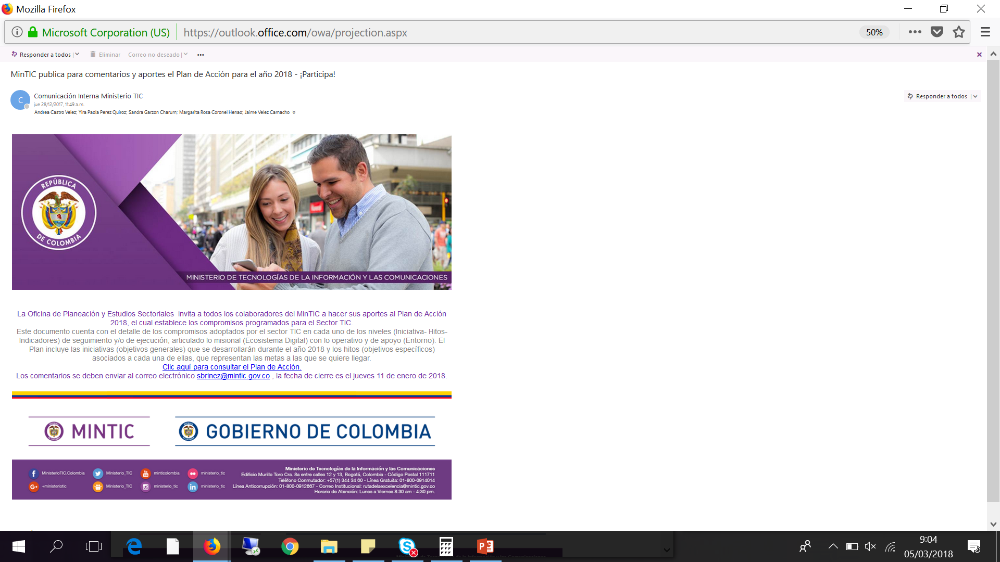 Mozilla Firefox
Microsoft Corporation (US) https://outlook.office.com/owa/projection.aspx 50%
Responder a todos Eliminar Correo no deseado
MinTIC publica para comentarios y aportes el Plan de Acción para el año 2018 - ¡Participa!
C
Comunicación Interna Ministerio TIC
jue 28/12/2017, 11:49 a.m.
Andrea Castro Velez; Yira Paola Perez Quiroz; Sandra Garzon Charum; Margarita Rosa Coronel Henao; Jaime Velez Camacho
Responder a todos
REPÚBLICA
DE COLOMBIA
MINISTERIO DE TECNOLOGÍAS DE LA INFORMACIÓN Y LAS COMUNICACIONES
La Oficina de Planeación y Estudios Sectoriales invita a todos los colaboradores del MinTIC a hacer sus aportes al Plan de Acción
2018, el cual establece los compromisos programados para el Sector TIC.
Este documento cuenta con el detalle de los compromisos adoptados por el sector TIC en cada uno de los niveles (Iniciativa- Hitos-
Indicadores) de seguimiento y/o de ejecución, articulado lo misional (Ecosistema Digital) con lo operativo y de apoyo (Entorno). El
Plan incluye las iniciativas (objetivos generales) que se desarrollarán durante el año 2018 y los hitos (objetivos específicos)
asociados a cada una de ellas, que representan las metas a las que se quiere llegar.
Clic aquí para consultar el Plan de Acción.
Los comentarios se deben enviar al correo electrónico sbrinez@mintic.gov.co , la fecha de cierre es el jueves 11 de enero de 2018.
MINTIC
GOBIERNO DE COLOMBIA
MinisterioTIC.Colombia Ministerio_TIC minticolombia ministerio_tic
+ministeriotic Ministerio_TIC ministerio_tic ministerio_tic
Ministerio de Tecnologías de la Información y las Comunicaciones
Edificio Murillo Toro Cra. 8a entre calles 12 y 13, Bogotá, Colombia - Código Postal 111711
Teléfono Conmutador: +57(1) 344 34 60 - Línea Gratuita: 01-800-0914014
Línea Anticorrupción: 01-800-0912667 - Correo Institucional: rutadelaexcelencia@mintic.gov.co
Horario de Atención: Lunes a Viernes 8:30 am - 4:30 pm.
9:04
05/03/2018